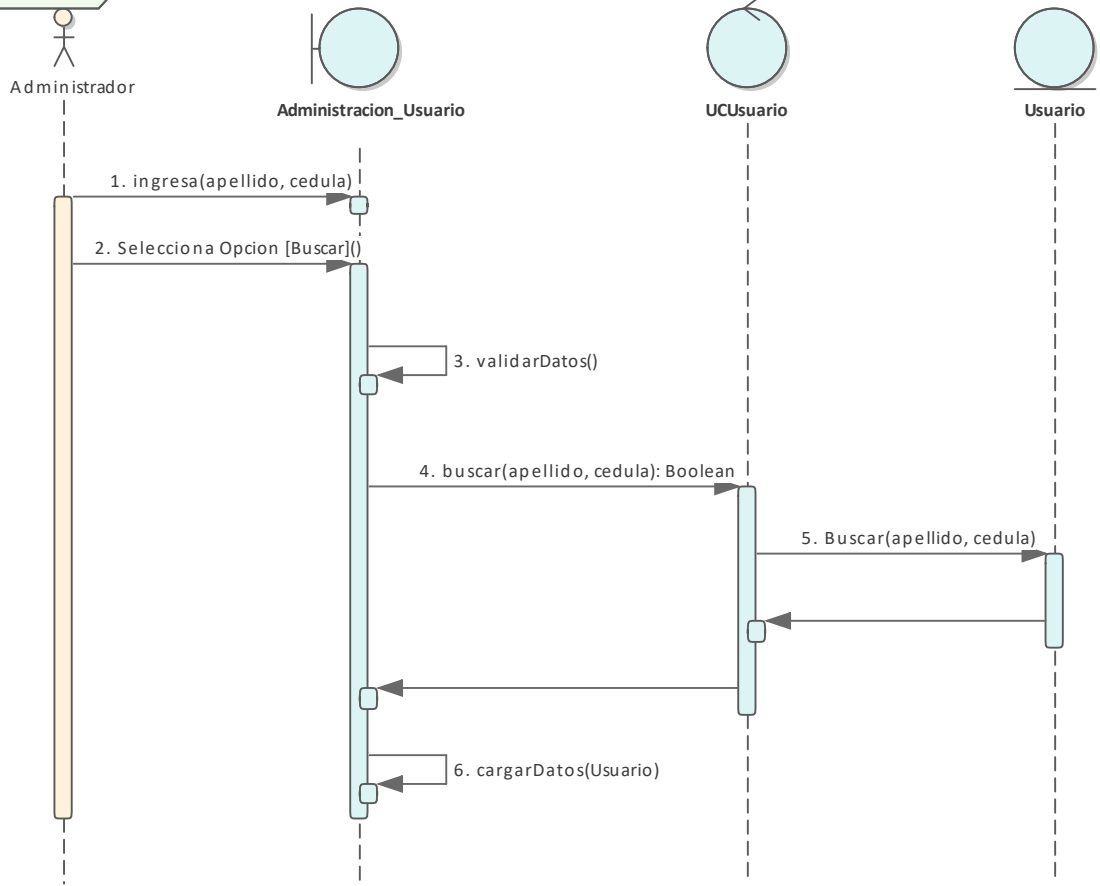 Administrador
Administracion_Usuario
UCUsuario
Usuario
1. ingresa(apellido, cedula)
2. Selecciona Opcion [Buscar]()
3. validarDatos()
4. buscar(apellido, cedula): Boolean
5. Buscar(apellido, cedula)
6. cargarDatos(Usuario)